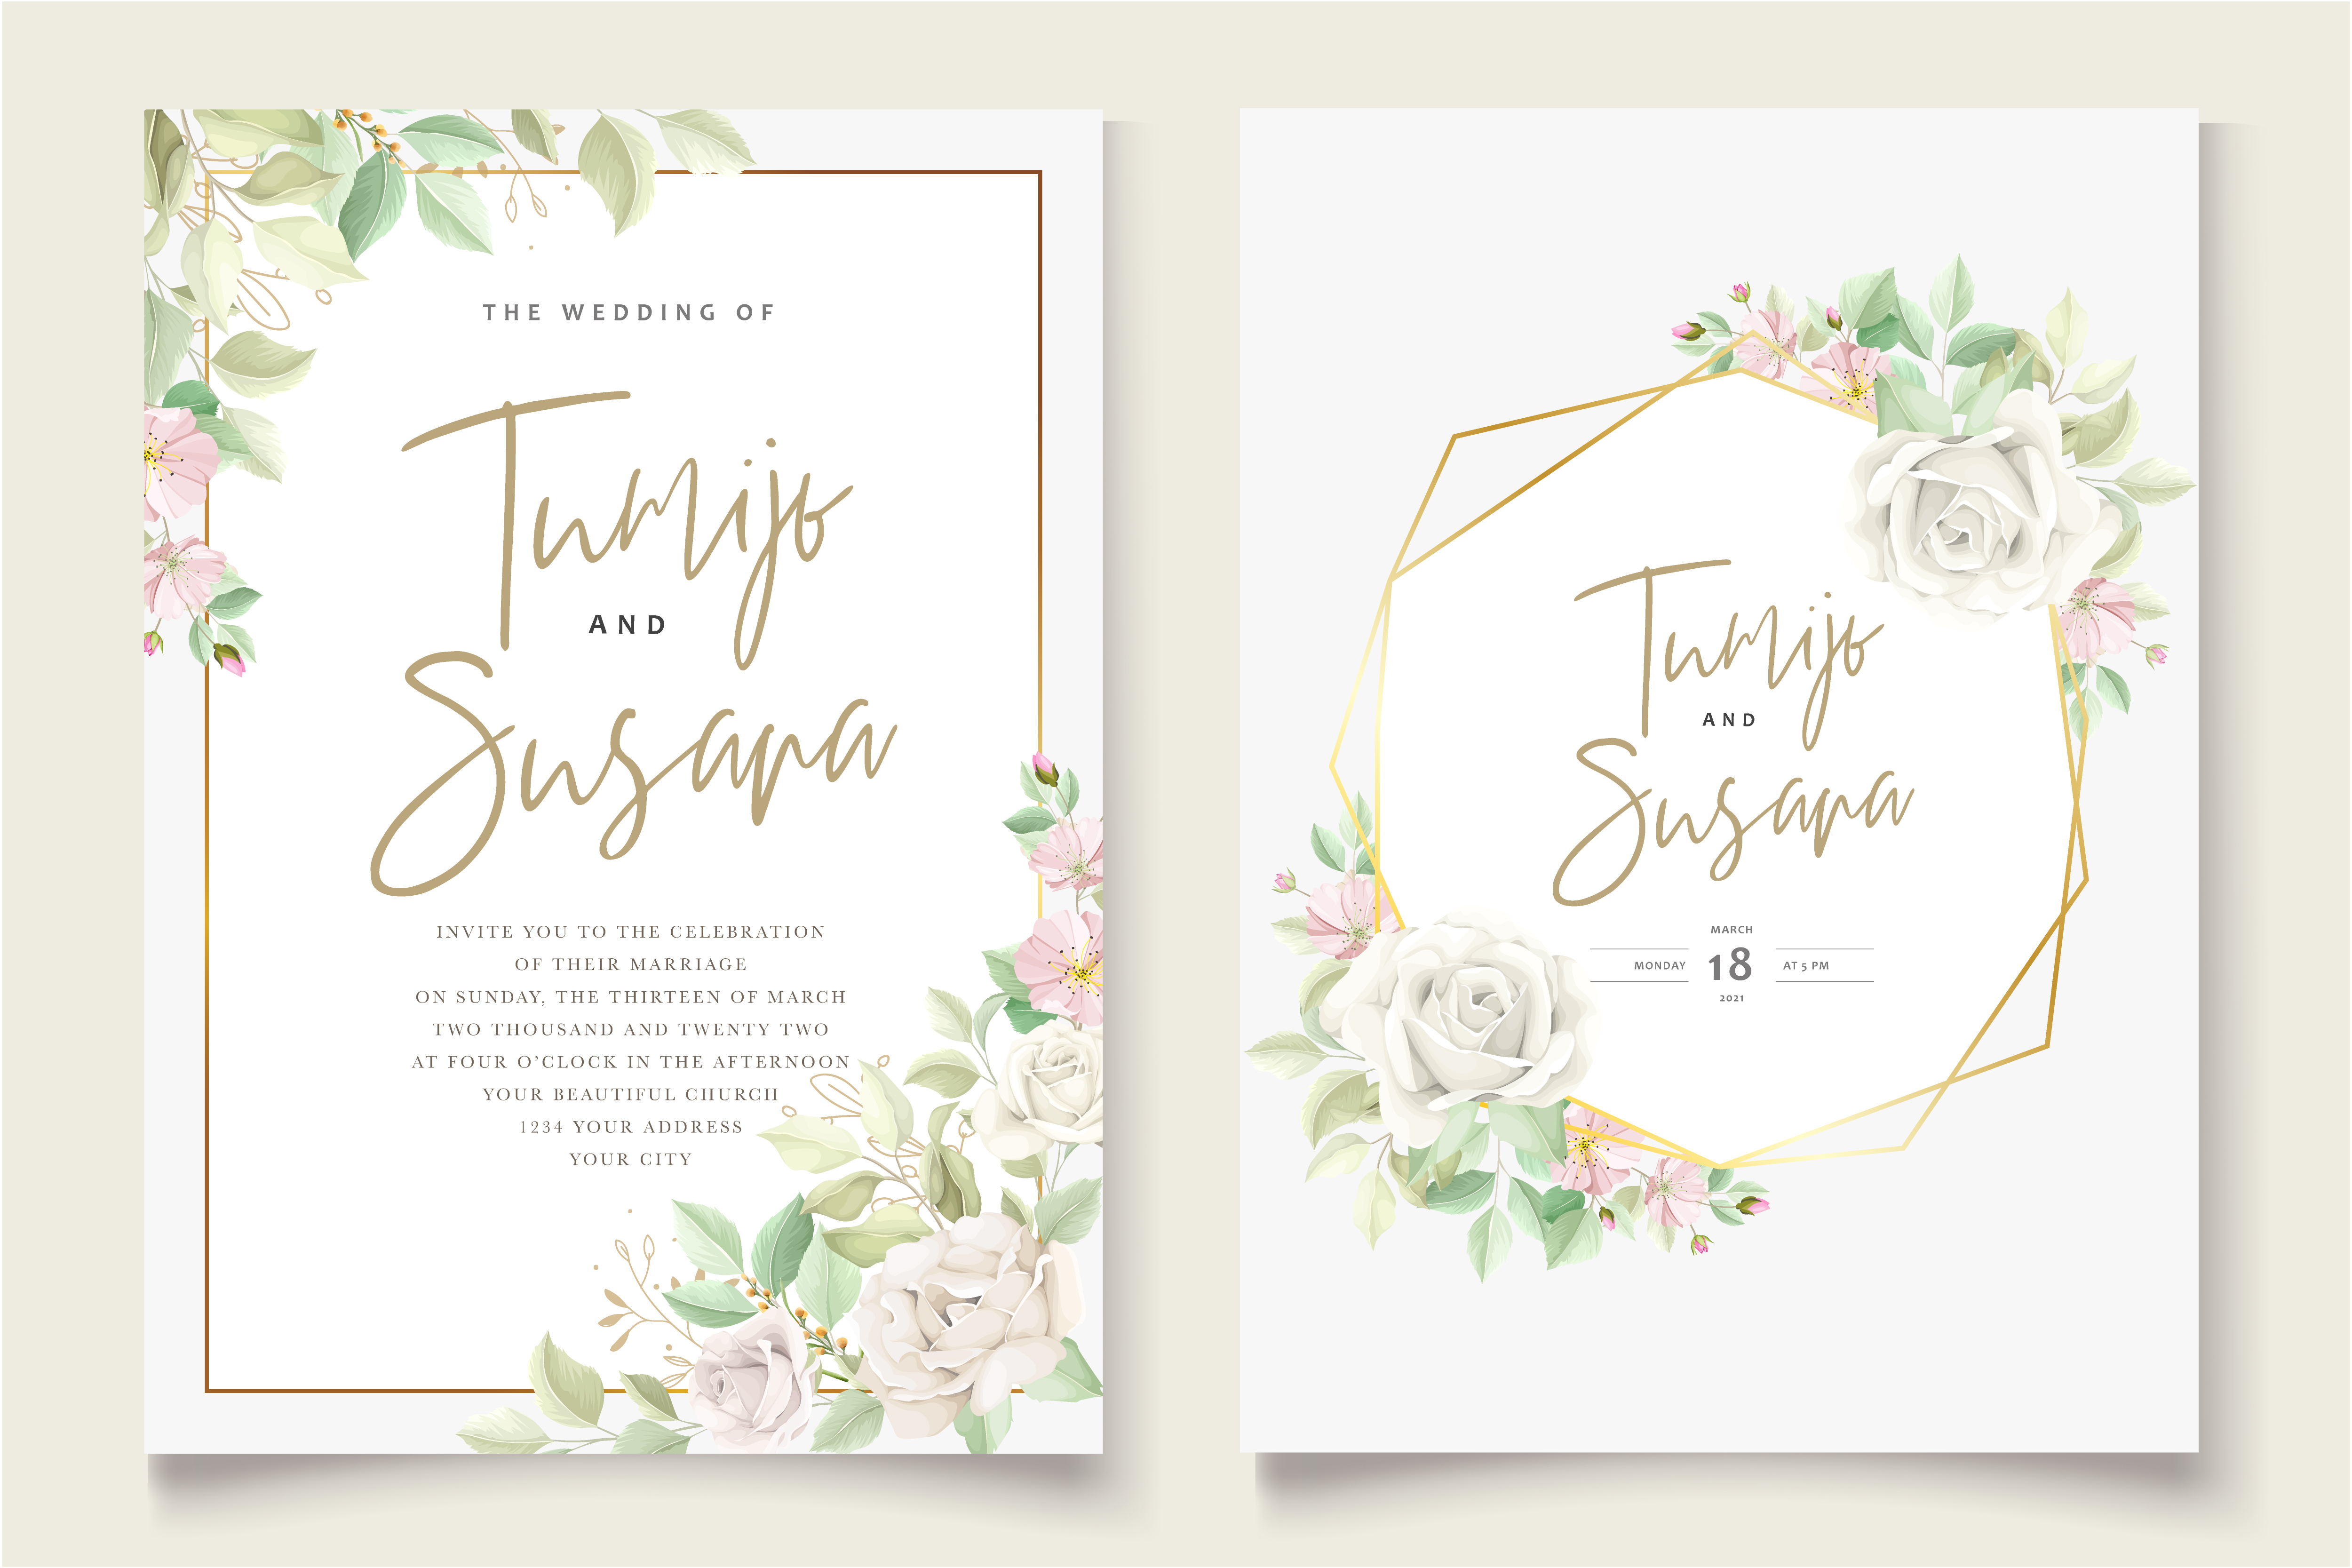 THE WEDDING OF
Tumijo
AND
Susana
INVITE YOU TO THE CELEBRATION
OF THEIR MARRIAGE
ON SUNDAY, THE THIRTEEN OF MARCH
TWO THOUSAND AND TWENTY TWO
AT FOUR O’CLOCK IN THE AFTERNOON
YOUR BEAUTIFUL CHURCH
1234 YOUR ADDRESS
YOUR CITY
Tumijo
AND
Susana
MARCH
MONDAY 18 AT 5 PM
2021